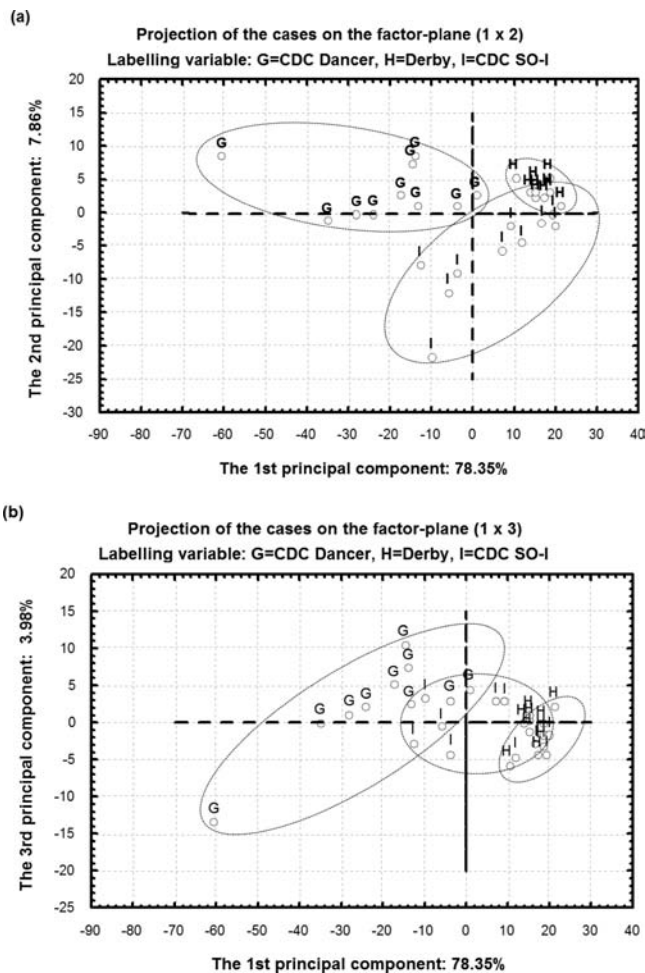 (a)
Projection of the cases on the factor-plane (1 x 2)
Labelling variable: G=CDC Dancer, H=Derby, I=CDC SO-I
The 2nd principal component: 7.86%
20
15
10
5
0
-5
-10
-15
-20
-25
-30
G
G
G
G
G
G
G
G
G
G
H
H
H
H
H
H
I
I
I
I
I
I
I
I
I
-90 -80 -70 -60 -50 -40 -30 -20 -10 0 10 20 30 40
The 1st principal component: 78.35%
(b)
Projection of the cases on the factor-plane (1 x 3)
Labelling variable: G=CDC Dancer, H=Derby, I=CDC SO-I
The 3rd principal component: 3.98%
20
15
10
5
0
-5
-10
-15
-20
-25
G
G
G
G
G
G
G
G
G
G
I
I
I
I
I
I
I
I
H
H
H
H
H
H
-90 -80 -70 -60 -50 -40 -30 -20 -10 0 10 20 30 40
The 1st principal component: 78.35%